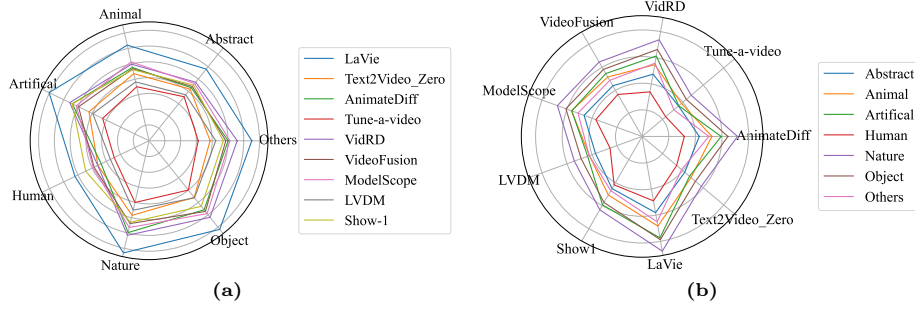 Animal
Abstract
Artifical
Others
Human
Nature
Object
LaVie
Text2Video_Zero
AnimateDiff
Tune-a-video
VidRD
VideoFusion
ModelScope
LVDM
Show-1
(a)
VidRD
VideoFusion
Tune-a-video
ModelScope
AnimateDiff
LVDM
Text2Video_Zero
Show1
LaVie
Abstract
Animal
Artifical
Human
Nature
Object
Others
(b)